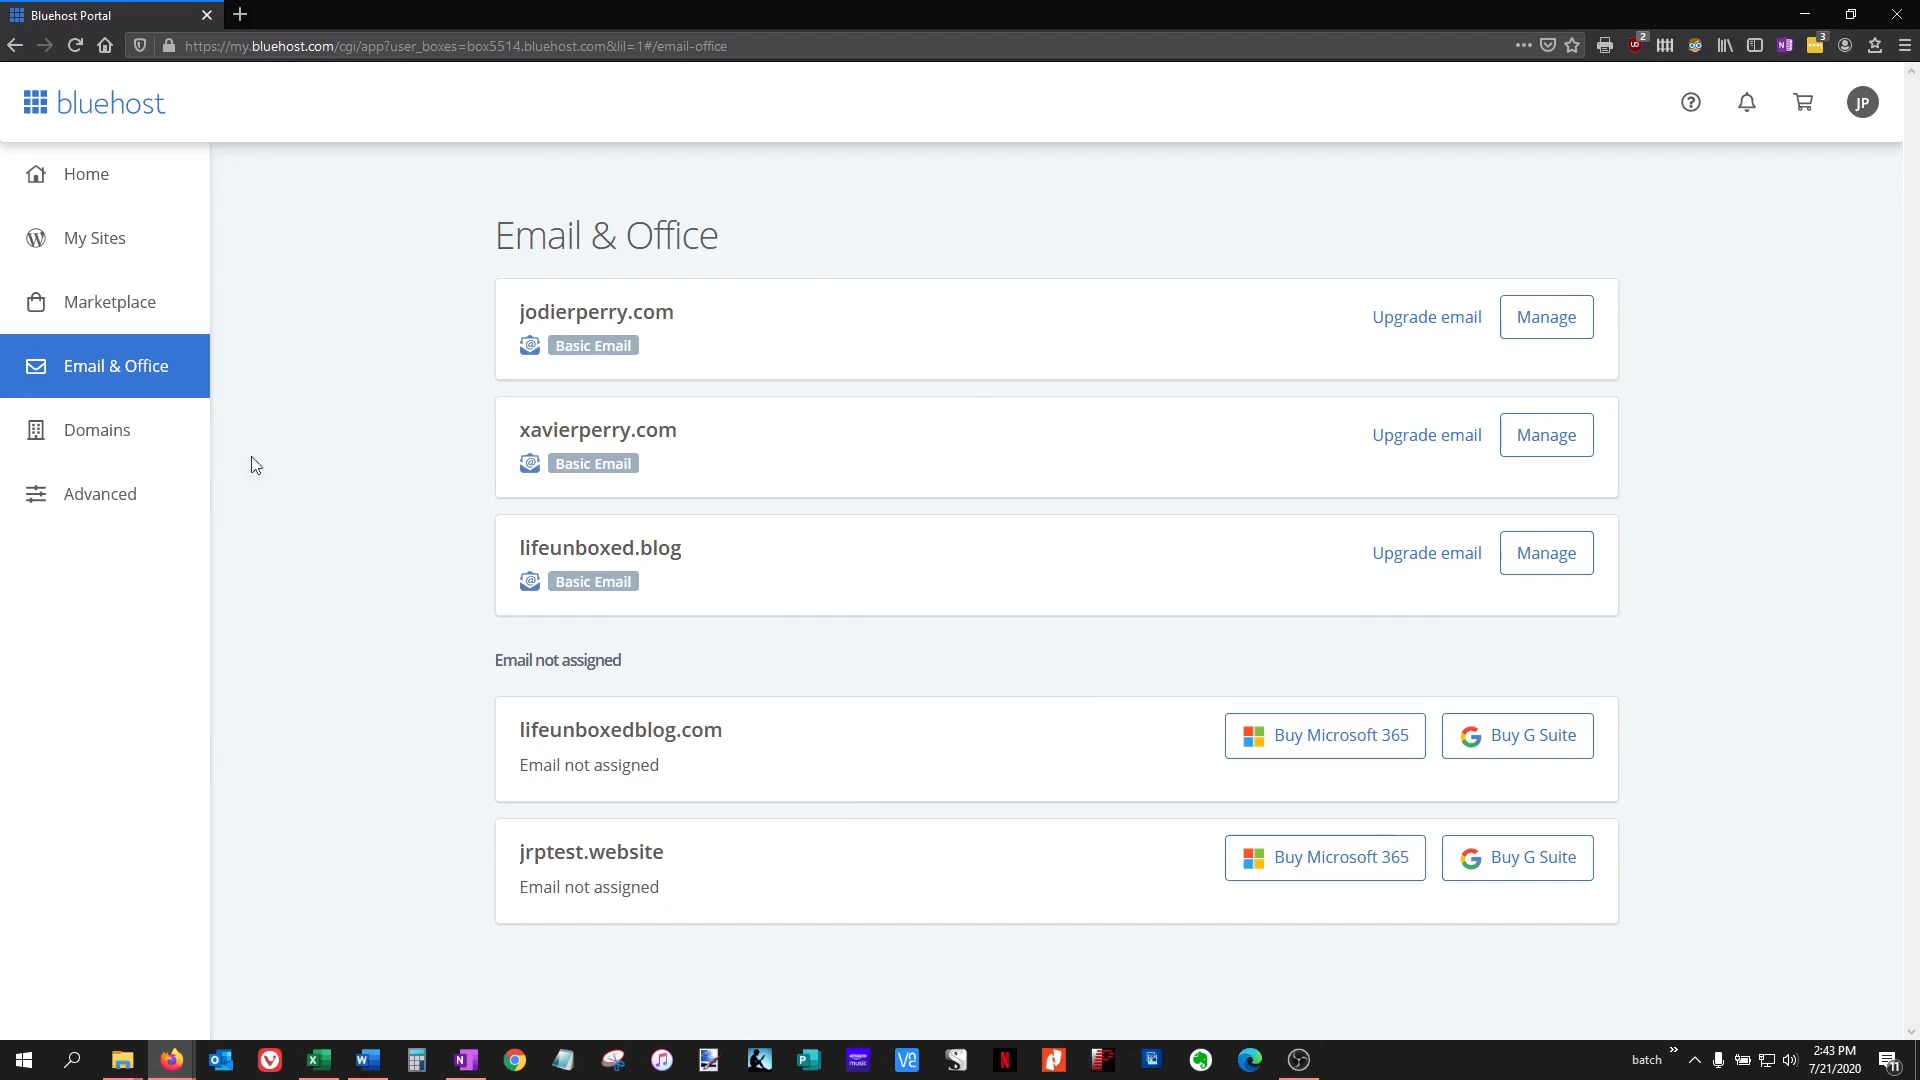 Bluehost Portal
https://my.bluehost.com/cgi/app?user_boxes=box5514.bluehost.com&lil=1#/email-office
2
3
bluehost
JP
Home
My Sites
Marketplace
Email & Office
Domains
Advanced
Email & Office
jodierperry.com
Basic Email
Upgrade email
Manage
xavierperry.com
Basic Email
Upgrade email
Manage
lifeunboxed.blog
Basic Email
Upgrade email
Manage
Email not assigned
lifeunboxedblog.com
Email not assigned
Buy Microsoft 365
Buy G Suite
jrptest.website
Email not assigned
Buy Microsoft 365
Buy G Suite
batch
2:43 PM
7/21/2020
11